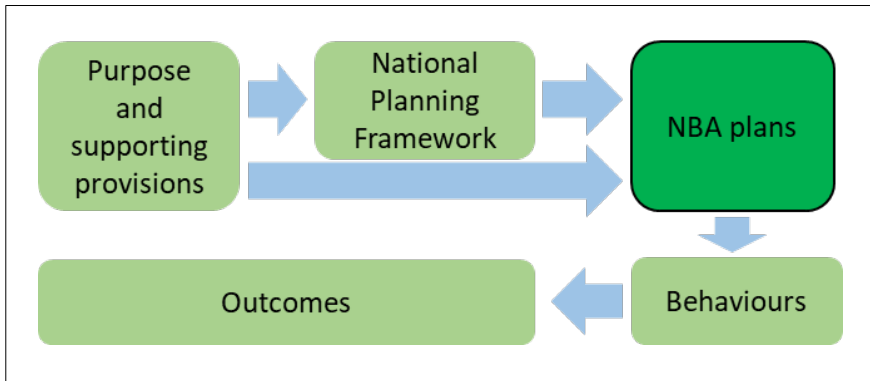 Purpose
and
supporting
provisions
National
Planning
Framework
NBA plans
Outcomes
Behaviours